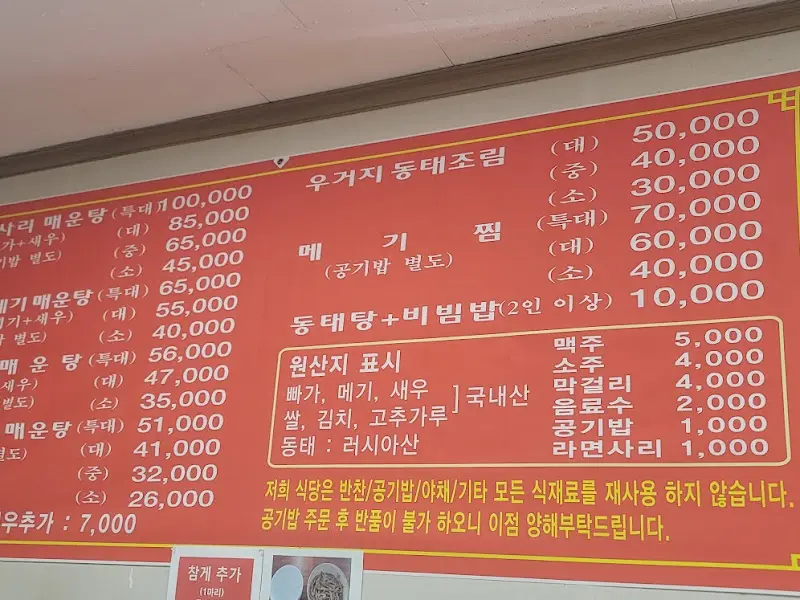 사리 매운탕 (특대) 100,000
가+새우) (대) 85,000
기밥 별도) (중) 65,000
(소) 45,000
메기 매운탕 (특대) 65,000
기+새우) (대) 55,000
별도) (소) 40,000
매운탕 (특대) 56,000
새우) (대) 47,000
별도) (소) 35,000
매운탕 (특대) 51,000
별도) (대) 41,000
(중) 32,000
(소) 26,000
우추가 : 7,000
우거지 동태조림 (대) 50,000
(중) 40,000
(소) 30,000
메기찜 (특대) 70,000
(공기밥 별도) (대) 60,000
(소) 40,000
동태탕+비빔밥(2인 이상) 10,000
원산지 표시
빠가, 메기, 새우
쌀, 김치, 고추가루 ] 국내산
동태 : 러시아산
맥주 5,000
소주 4,000
막걸리 4,000
음료수 2,000
공기밥 1,000
라면사리 1,000
저희 식당은 반찬/공기밥/야채/기타 모든 식재료를 재사용 하지 않습니다.
공기밥 주문 후 반품이 불가 하오니 이점 양해부탁드립니다.
참게 추가
(1마리)